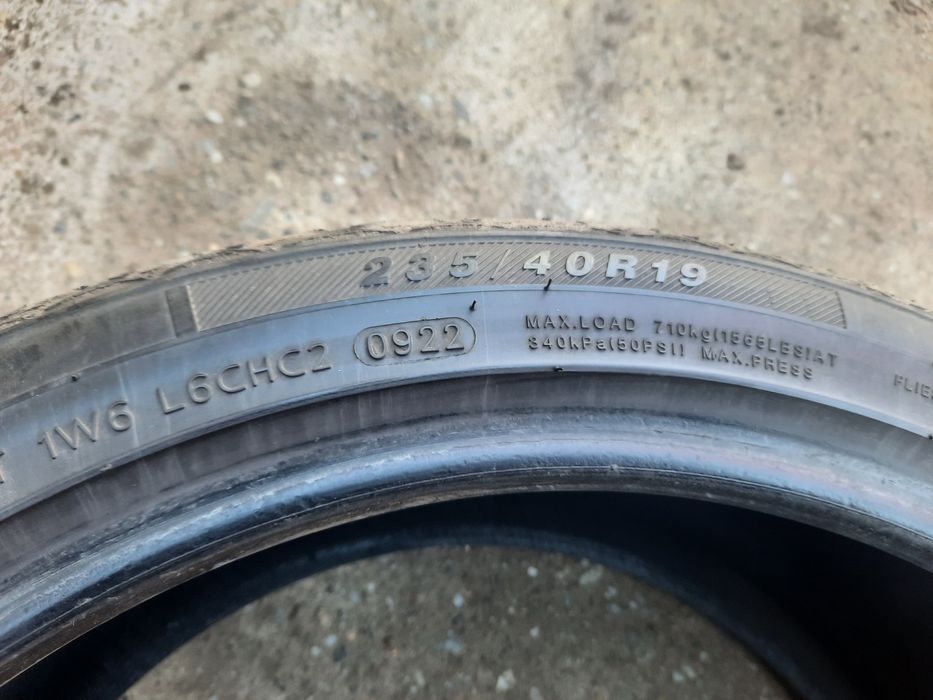 235/40R19
1W6 L6CHC2 0922
MAX.LOAD 710kg(1565LBS)AT
340kPa(50PSI) MAX.PRESS